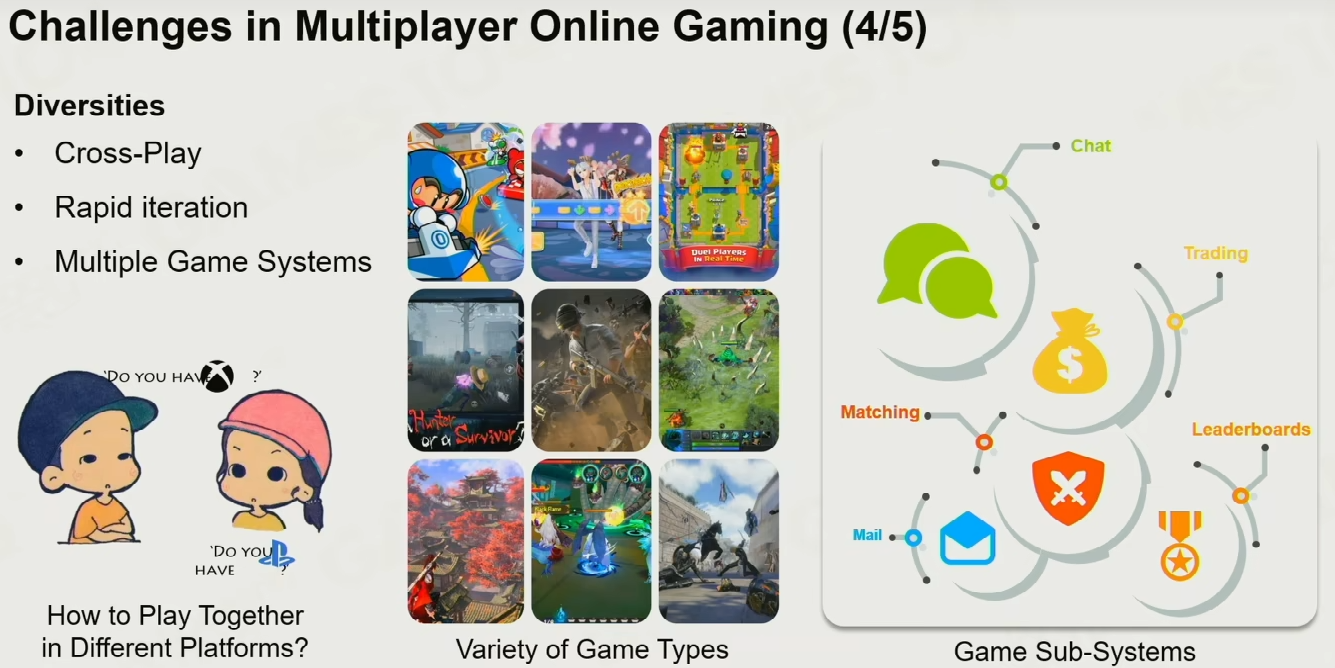 Challenges in Multiplayer Online Gaming (4/5)
Diversities
• Cross-Play
• Rapid iteration
• Multiple Game Systems
'DO YOU HAVE ?'
'DO YOU
HAVE ?'
How to Play Together
in Different Platforms?
Duel Players
in Real Time
Hunter
or a Survivor
Variety of Game Types
Chat
Trading
Matching
Leaderboards
Mail
Game Sub-Systems